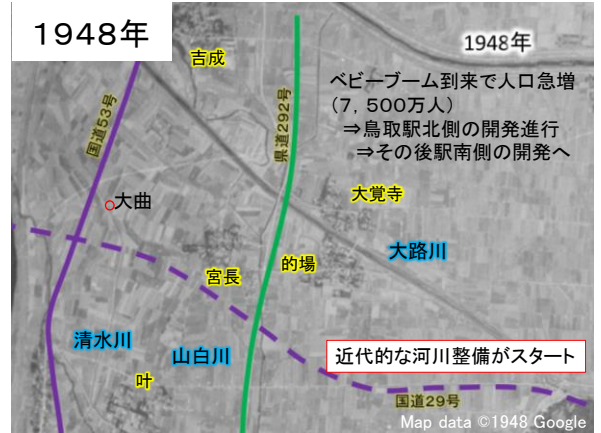 1948年
1948年
吉成
ベビーブーム到来で人口急増
(7,500万人)
⇒鳥取駅北側の開発進行
⇒その後駅南側の開発へ
国道53号
県道292号
大曲
大覚寺
大路川
宮長
的場
清水川
山白川
叶
近代的な河川整備がスタート
国道29号
Map data ©1948 Google